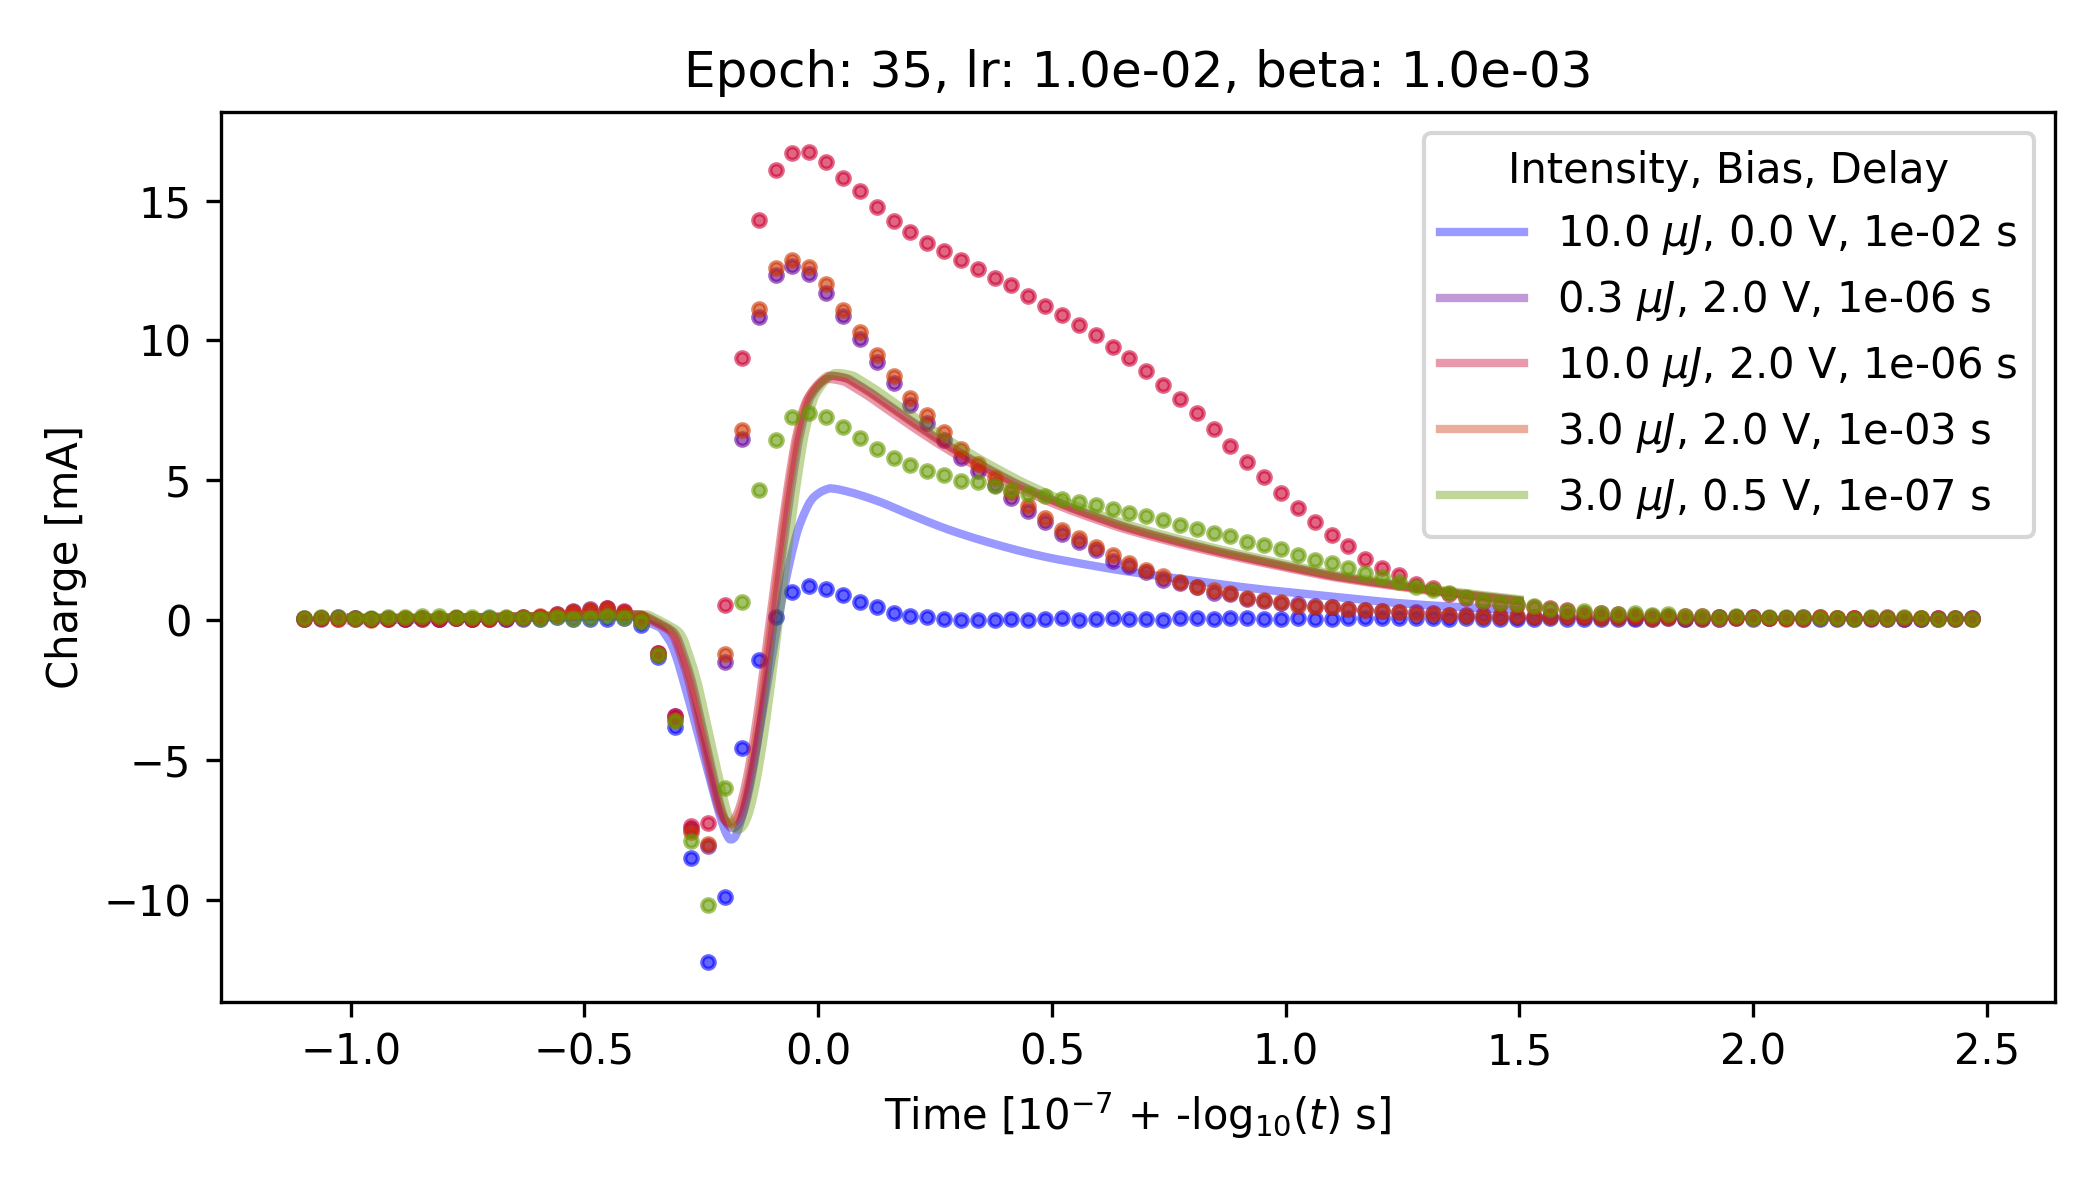 Epoch: 35, lr: 1.0e-02, beta: 1.0e-03
Intensity, Bias, Delay
10.0 μJ, 0.0 V, 1e-02 s
0.3 μJ, 2.0 V, 1e-06 s
10.0 μJ, 2.0 V, 1e-06 s
3.0 μJ, 2.0 V, 1e-03 s
3.0 μJ, 0.5 V, 1e-07 s
Charge [mA]
15
10
5
0
−5
−10
−1.0 −0.5 0.0 0.5 1.0 1.5 2.0 2.5
Time [10⁻⁷ + -log₁₀(t) s]